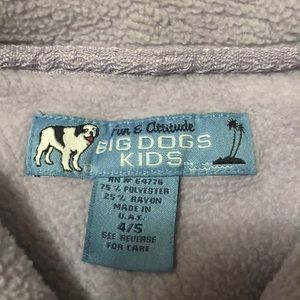 Fun & Attitude
BIG DOGS
KIDS
RN # 64776
75% POLYESTER
25% RAYON
MADE IN
U.A.E.
4/5
SEE REVERSE
FOR CARE